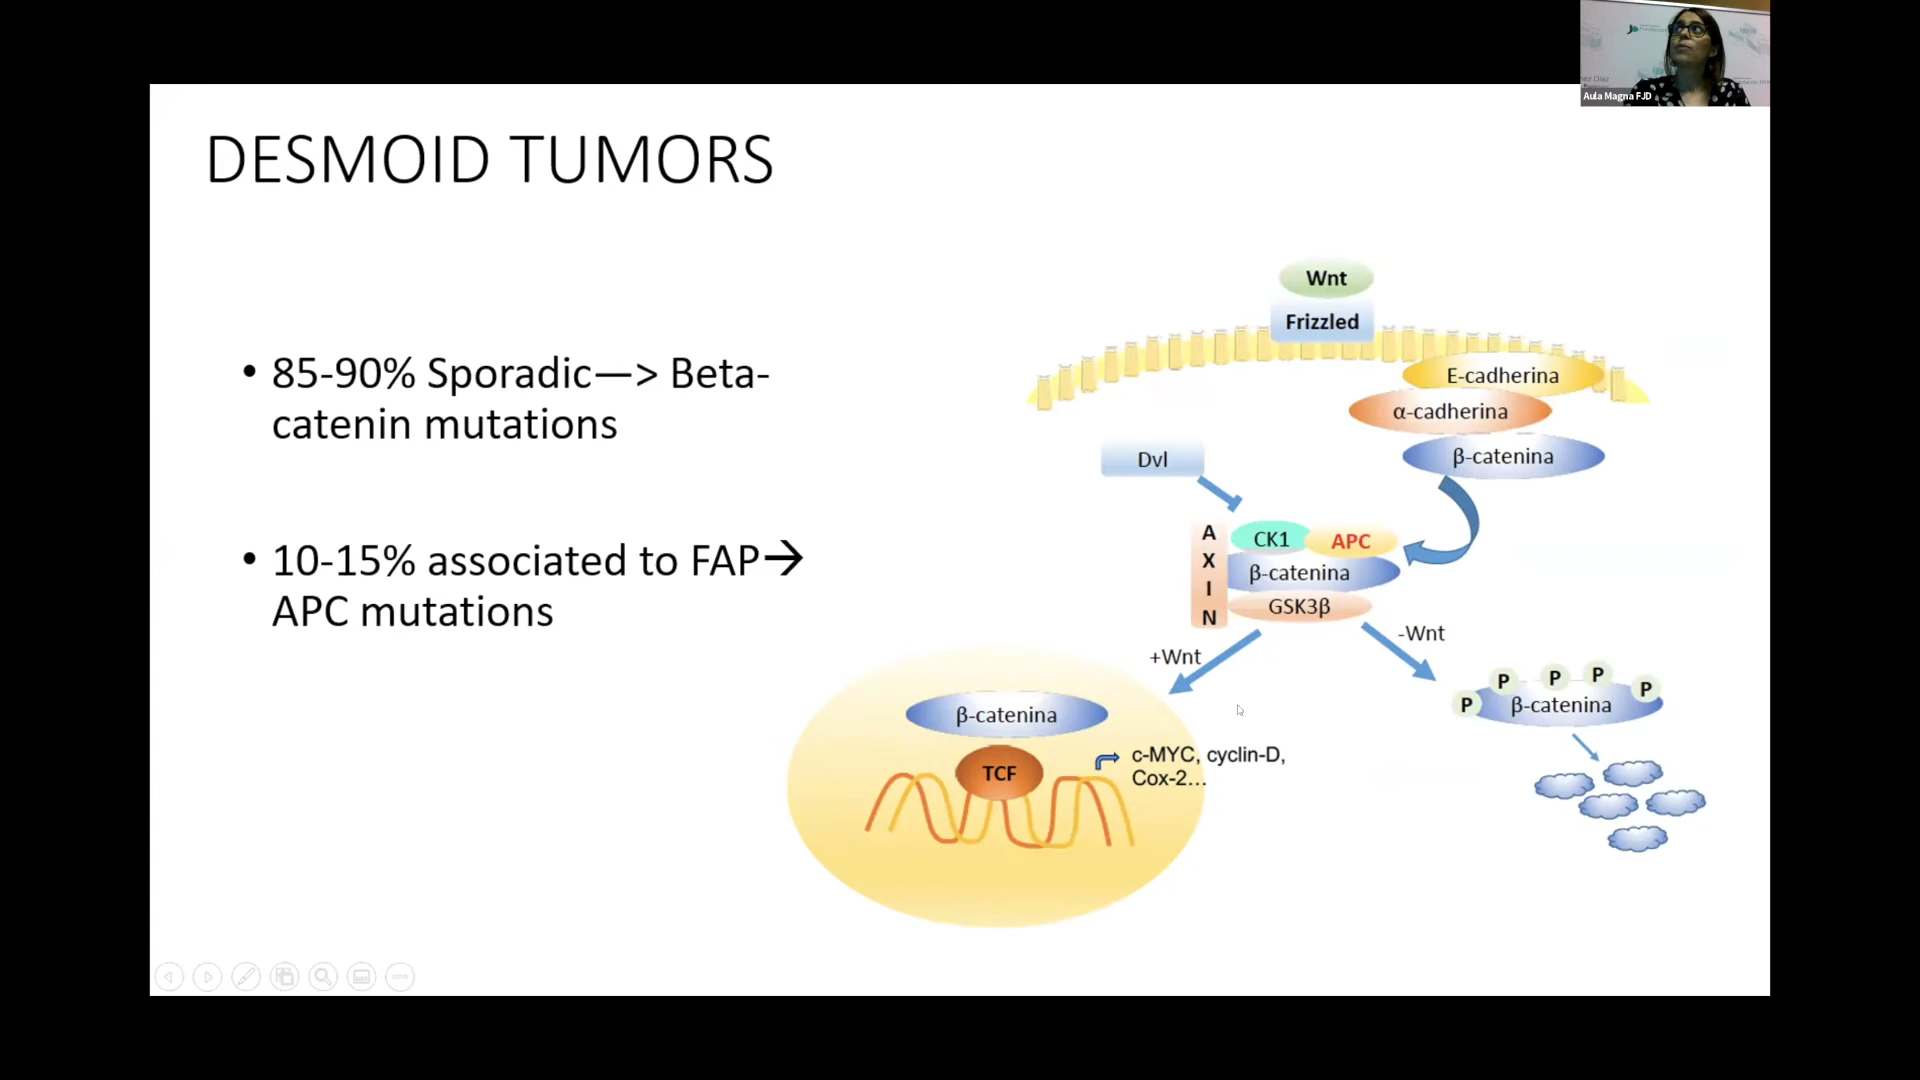 DESMOID TUMORS
• 85-90% Sporadic—> Beta-
catenin mutations
• 10-15% associated to FAP→
APC mutations
Wnt
Frizzled
E-cadherina
α-cadherina
β-catenina
Dvl
AXIN
CK1
APC
β-catenina
GSK3β
+Wnt
-Wnt
β-catenina
TCF
c-MYC, cyclin-D,
Cox-2...
P
P
P
P
P
β-catenina
Aula Magna FJD